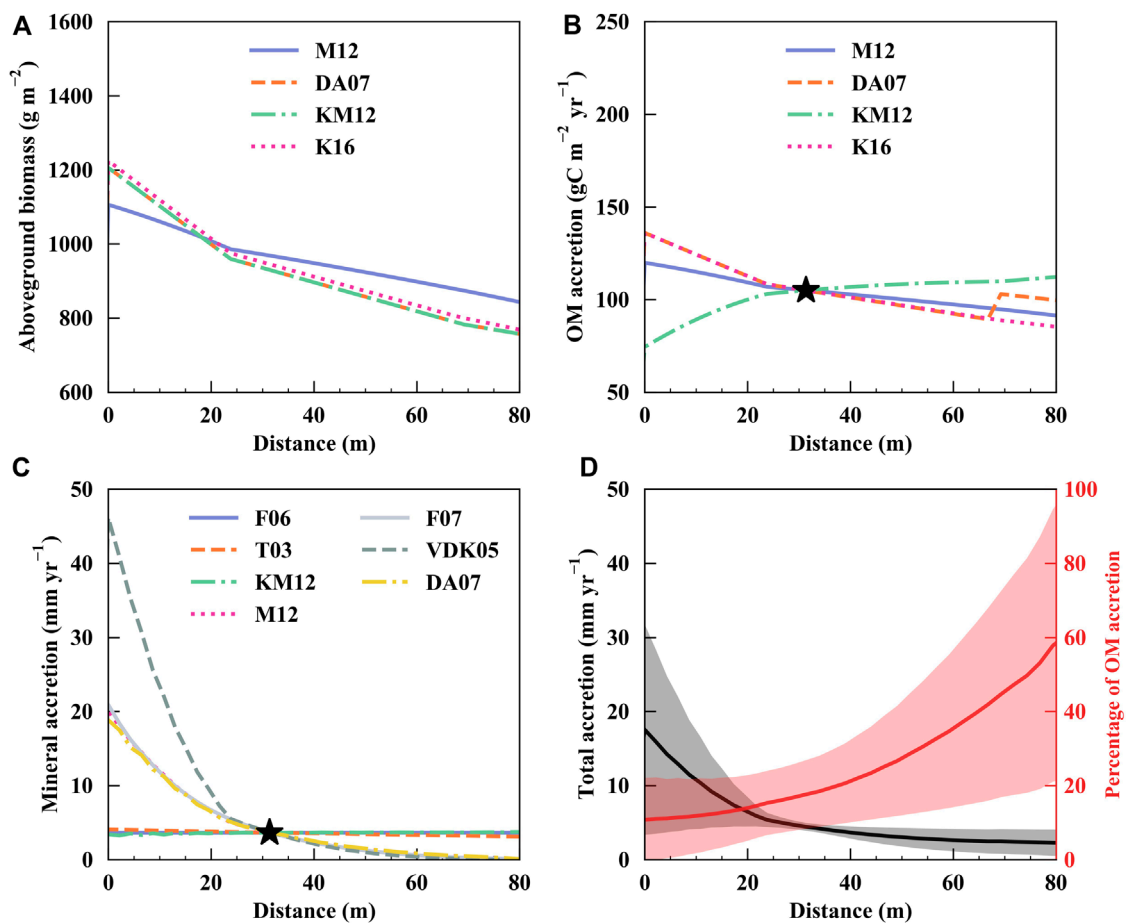 A
Aboveground biomass (g m⁻²)
1600
1400
1200
1000
800
600
M12
DA07
KM12
K16
0 20 40 60 80
Distance (m)
B
OM accretion (gC m⁻² yr⁻¹)
250
200
150
100
50
M12
DA07
KM12
K16
0 20 40 60 80
Distance (m)
C
Mineral accretion (mm yr⁻¹)
50
40
30
20
10
0
F06 F07
T03 VDK05
KM12 DA07
M12
0 20 40 60 80
Distance (m)
D
Total accretion (mm yr⁻¹)
50
40
30
20
10
0
100
80
60
40
20
0
Percentage of OM accretion
0 20 40 60 80
Distance (m)